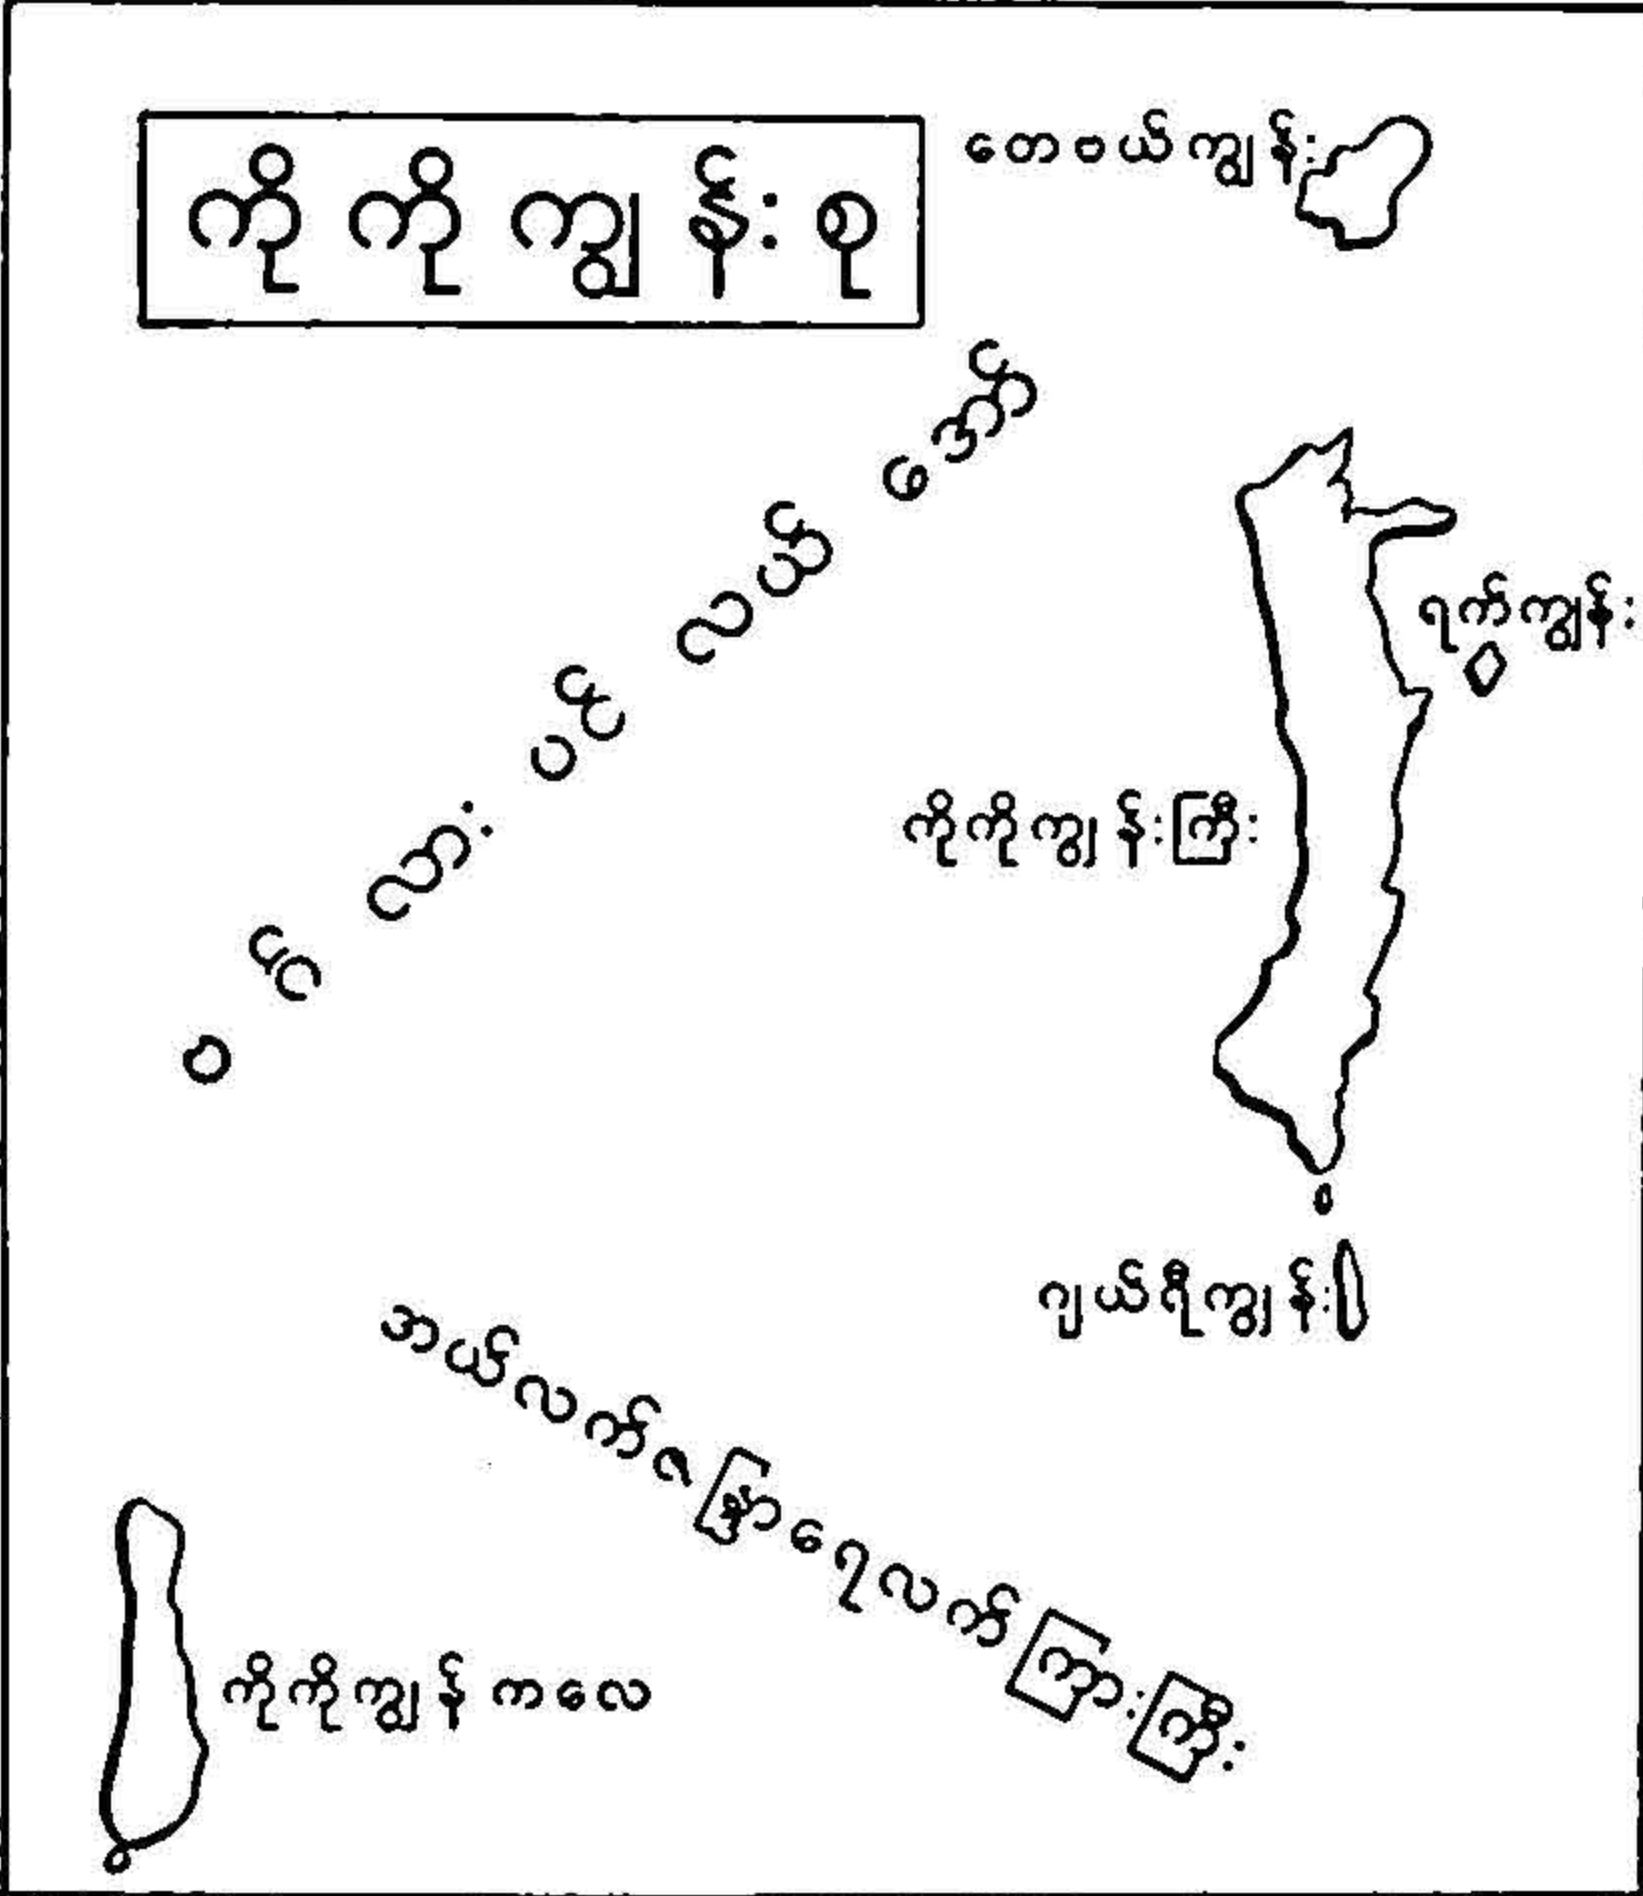 ကိုကိုကျွန်းစု
တေဗယ်ကျွန်း
ဘင်္ဂလားပင်လယ်အော်
ရက်ကျွန်း
ကိုကိုကျွန်းကြီး
ဂျယ်ရီကျွန်း
အယ်လက်ဇန္ဒြာရေလက်ကြားကြီး
ကိုကိုကျွန် ကလေ